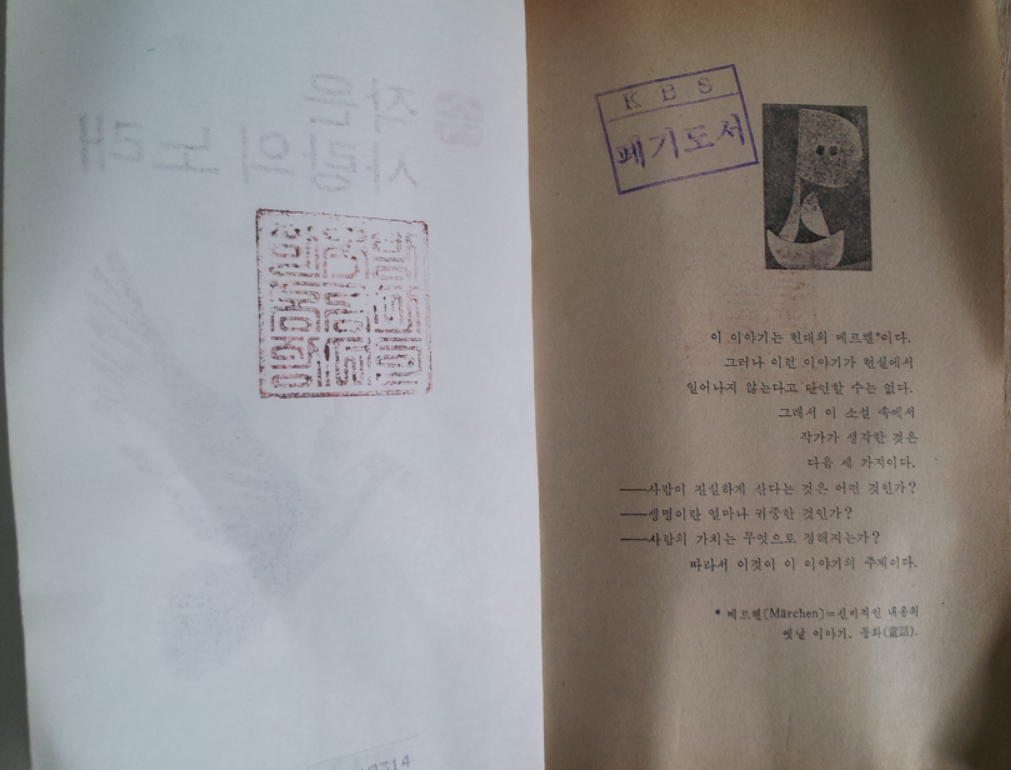 작은
사랑의 노래
K B S
폐기도서
이 이야기는 현대의 메르헨*이다.
그러나 이런 이야기가 현실에서
일어나지 않는다고 단언할 수는 없다.
그래서 이 소설 속에서
작가가 생각한 것은
다음 세 가지이다.
──사람이 진실하게 산다는 것은 어떤 것인가?
──생명이란 얼마나 귀중한 것인가?
──사람의 가치는 무엇으로 정해지는가?
따라서 이것이 이 이야기의 주제이다.
* 메르헨(Märchen)=신비적인 내용의
옛날 이야기. 동화(童話).